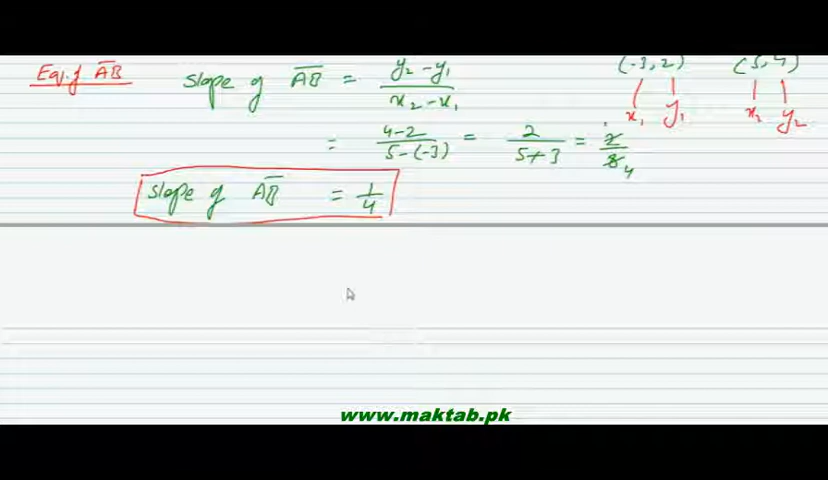 Eq. of AB
Slope of AB = y₂ - y₁ / x₂ - x₁
(-3, 2) (5, 4)
x₁ y₁ x₂ y₂
= 4-2 / 5-(-3) = 2 / 5+3 = 2 / 8 4
Slope of AB = 1/4
www.maktab.pk